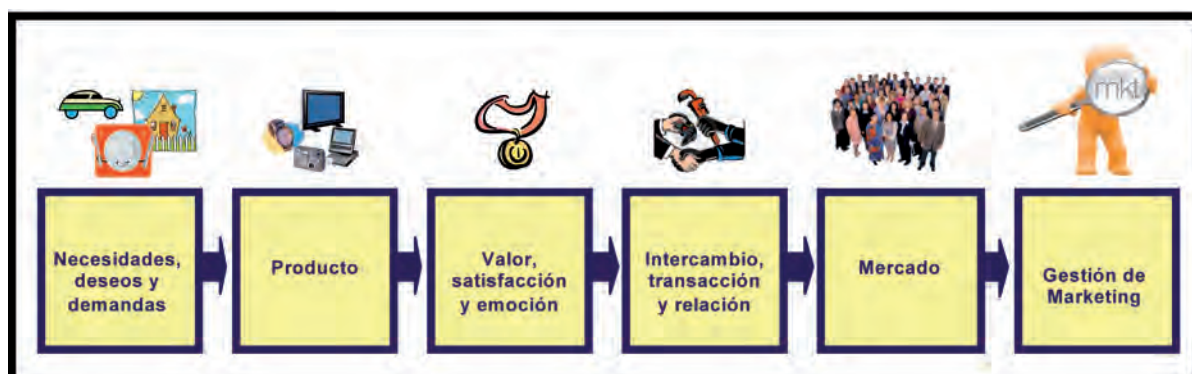 mkt
Necesidades,
deseos y
demandas
Producto
Valor,
satisfacción
y emoción
Intercambio,
transacción
y relación
Mercado
Gestión de
Marketing